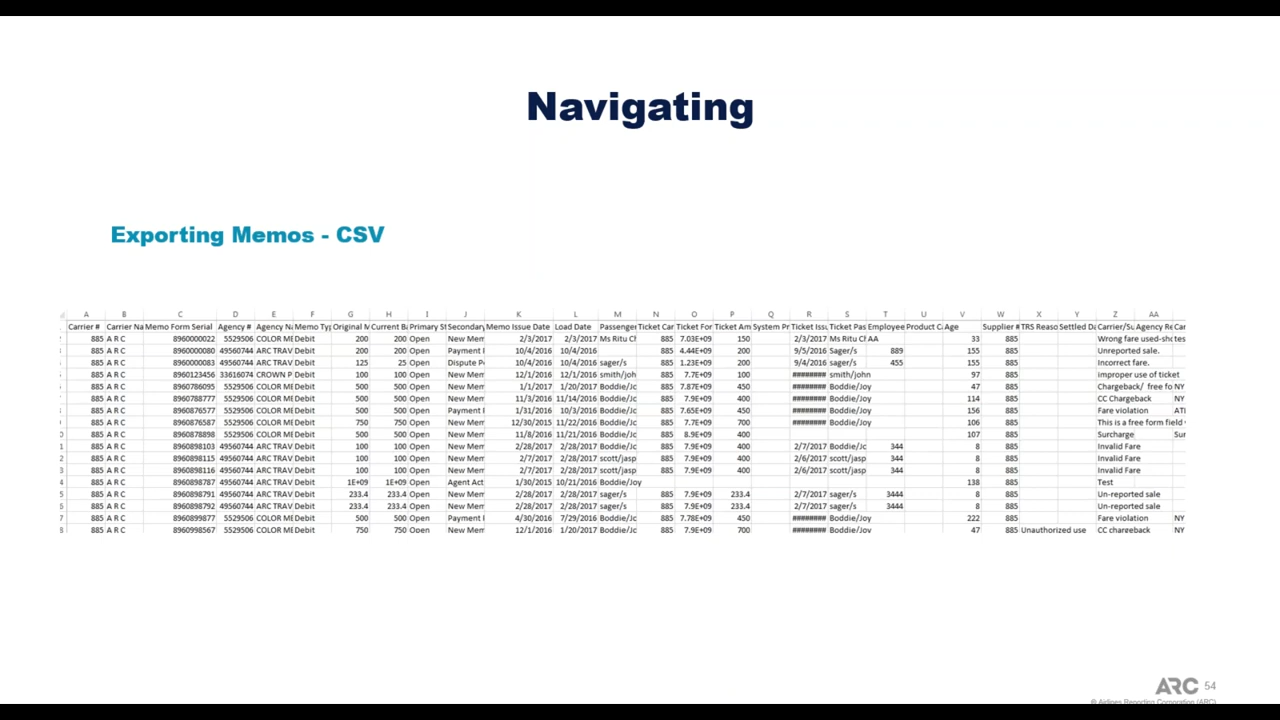 Navigating
Exporting Memos - CSV
A B C D E F G H I J K L M N O P Q R S T U V W X Y Z AA
Carrier # Carrier Na Memo Form Serial Agency # Agency Na Memo Ty Original M Current Ba Primary St Secondary Memo Issue Date Load Date Passenger Ticket Car Ticket For Ticket Am System Pr Ticket Issu Ticket Pas Employee Product Ca Age Supplier # TRS Reaso Settled Da Carrier/Su Agency Re Car
2 885 A R C 8960000022 5529506 COLOR ME Debit 200 200 Open New Mem 2/3/2017 2/3/2017 Ms Ritu Ch 885 7.03E+09 150 2/3/2017 Ms Ritu Ch AA 33 885 Wrong fare used-sho tes
3 885 A R C 8960000080 49560744 ARC TRAV Debit 200 200 Open Payment 10/4/2016 10/4/2016 885 4.44E+09 200 9/5/2016 Sager/s 889 155 885 Unreported sale.
885 A R C 8960000083 49560744 ARC TRAV Debit 125 25 Open Dispute Pe 10/4/2016 10/4/2016 sager/s 885 1.23E+09 200 9/4/2016 sager/s 455 155 885 Incorrect fare.
885 A R C 8960123456 33616074 CROWN P Debit 100 100 Open New Mem 12/1/2016 12/1/2016 smith/joh 885 7.7E+09 100 ######## smith/john 97 885 improper use of ticket
885 A R C 8960786095 5529506 COLOR ME Debit 500 500 Open New Mem 1/1/2017 1/20/2017 Boddie/Jo 885 7.87E+09 450 ######## Boddie/Joy 47 885 Chargeback/ free fo NY
885 A R C 8960788777 5529506 COLOR ME Debit 500 500 Open New Mem 11/3/2016 11/14/2016 Boddie/Jo 885 7.9E+09 450 ######## Boddie/Joy 114 885 CC Chargeback NY
885 A R C 8960876577 5529506 COLOR ME Debit 500 500 Open Payment 1/31/2016 10/3/2016 Boddie/Jo 885 7.65E+09 450 ######## Boddie/Joy 156 885 Fare violation ATl
885 A R C 8960876587 5529506 COLOR ME Debit 750 750 Open New Mem 12/30/2015 11/22/2016 Boddie/Jo 885 7.7E+09 700 ######## Boddie/Joy 106 885 This is a free form field
885 A R C 8960878898 5529506 COLOR ME Debit 500 500 Open New Mem 11/8/2016 11/21/2016 Boddie/Jo 885 8.9E+09 400 107 885 Surcharge Sur
885 A R C 8960898103 49560744 ARC TRAV Debit 100 100 Open New Mem 2/28/2017 2/28/2017 Boddie/Jo 885 7.9E+09 400 2/7/2017 Boddie/Jo 344 8 885 Invalid Fare
885 A R C 8960898115 49560744 ARC TRAV Debit 100 100 Open New Mem 2/7/2017 2/28/2017 scott/jasp 885 7.9E+09 400 2/6/2017 scott/jasp 344 8 885 Invalid Fare
885 A R C 8960898116 49560744 ARC TRAV Debit 100 100 Open New Mem 2/7/2017 2/28/2017 scott/jasp 885 7.9E+09 400 2/6/2017 scott/jasp 344 8 885 Invalid Fare
885 A R C 8960898787 49560744 ARC TRAV Debit 1E+09 1E+09 Open Agent Act 1/30/2015 10/21/2016 Boddie/Joy 138 885 Test
885 A R C 8960898791 49560744 ARC TRAV Debit 233.4 233.4 Open New Mem 2/28/2017 2/28/2017 sager/s 885 7.9E+09 233.4 2/7/2017 sager/s 3444 8 885 Un-reported sale
885 A R C 8960898792 49560744 ARC TRAV Debit 233.4 233.4 Open New Mem 2/28/2017 2/28/2017 sager/s 885 7.9E+09 233.4 2/7/2017 sager/s 3444 8 885 Un-reported sale
885 A R C 8960899877 5529506 COLOR ME Debit 500 500 Open Payment 4/30/2016 7/29/2016 Boddie/Jo 885 7.78E+09 450 ######## Boddie/Joy 222 885 Fare violation NY
885 A R C 8960998567 5529506 COLOR ME Debit 750 750 Open New Mem 12/1/2016 1/20/2017 Boddie/Jo 885 7.9E+09 700 ######## Boddie/Joy 47 885 Unauthorized use CC chargeback NY
ARC 54
© Airlines Reporting Corporation (ARC)